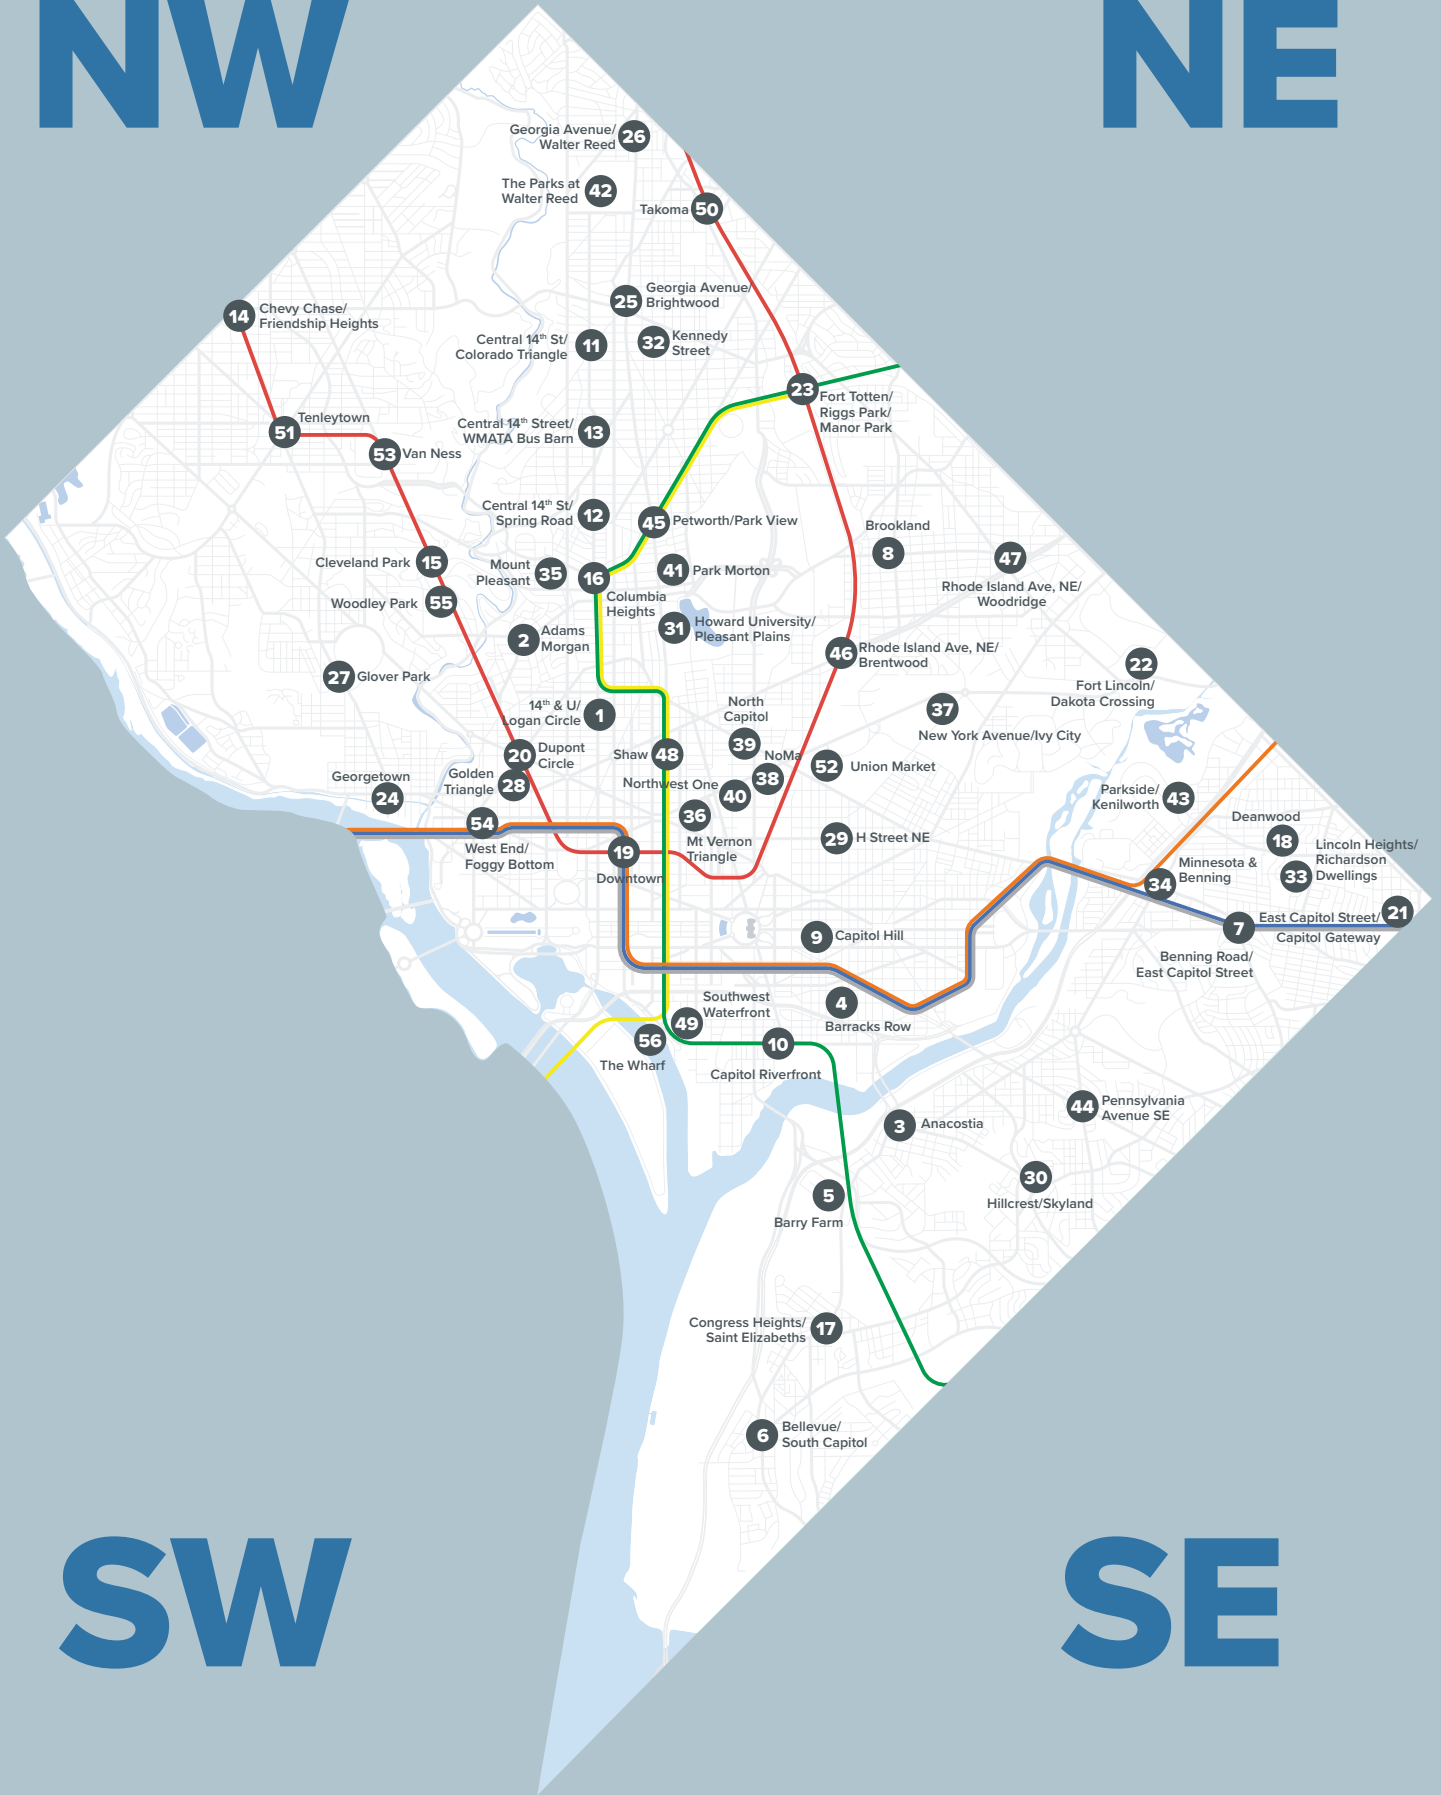 NW
NE
Georgia Avenue/
Walter Reed
26
The Parks at
Walter Reed
42
Takoma
50
Georgia Avenue/
Brightwood
25
14
Chevy Chase/
Friendship Heights
Central 14th St/
Colorado Triangle
11
32
Kennedy
Street
23
Fort Totten/
Riggs Park/
Manor Park
Tenleytown
51
53
Van Ness
Central 14th Street/
WMATA Bus Barn
13
Central 14th St/
Spring Road
12
45
Petworth/Park View
Brookland
8
47
Rhode Island Ave, NE/
Woodridge
Cleveland Park
15
Mount
Pleasant
35
16
Columbia
Heights
41
Park Morton
Woodley Park
55
2
Adams
Morgan
31
Howard University/
Pleasant Plains
46
Rhode Island Ave, NE/
Brentwood
22
Fort Lincoln/
Dakota Crossing
27
Glover Park
14th & U/
Logan Circle
1
North
Capitol
39
37
New York Avenue/Ivy City
20
Dupont
Circle
Shaw
48
NoMa
38
52
Union Market
Georgetown
24
Golden
Triangle
28
Northwest One
40
Parkside/
Kenilworth
43
54
West End/
Foggy Bottom
36
Mt Vernon
Triangle
29
H Street NE
Deanwood
18
19
Downtown
Lincoln Heights/
Richardson
Dwellings
33
Minnesota &
Benning
34
21
East Capitol Street/
Capitol Gateway
7
Benning Road/
East Capitol Street
9
Capitol Hill
4
Barracks Row
Southwest
Waterfront
49
56
The Wharf
10
Capitol Riverfront
44
Pennsylvania
Avenue SE
3
Anacostia
30
Hillcrest/Skyland
5
Barry Farm
Congress Heights/
Saint Elizabeths
17
6
Bellevue/
South Capitol
SW
SE